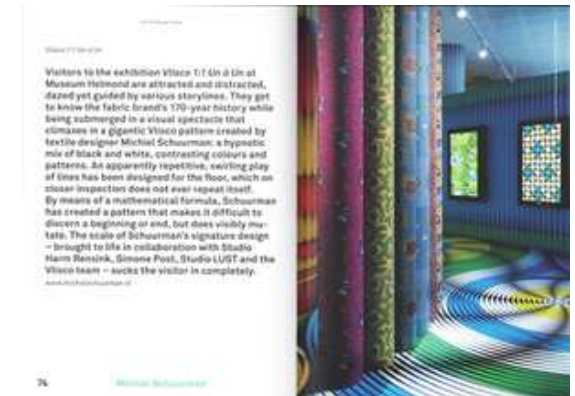 Visitors to the exhibition Vlisco 1:1 Un à Un at
Museum Helmond are attracted and distracted,
dazed yet guided by various storylines. They get
to know the fabric brand's 170-year history while
being submerged in a visual spectacle that
climaxes in a gigantic Vlisco pattern created by
textile designer Michiel Schuurman: a hypnotic
mix of black and white, contrasting colours and
patterns. An apparently repetitive, swirling play
of lines has been designed for the floor, which on
closer inspection does not ever repeat itself.
By means of a mathematical formula, Schuurman
has created a pattern that makes it difficult to
discern a beginning or end, but does visibly mu-
tate. The scale of Schuurman's signature design
– brought to life in collaboration with Studio
Harm Rensink, Simone Post, Studio LUST and the
Vlisco team – sucks the visitor in completely.
www.michielschuurman.nl
74
Michiel Schuurman